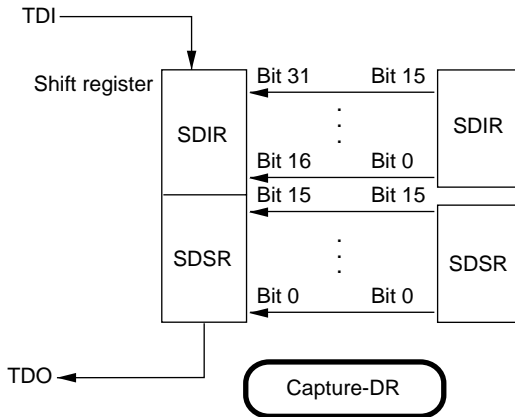 TDI
Shift register
Bit 31 Bit 15
SDIR
SDIR
Bit 16 Bit 0
Bit 15 Bit 15
SDSR
SDSR
Bit 0 Bit 0
TDO
Capture-DR